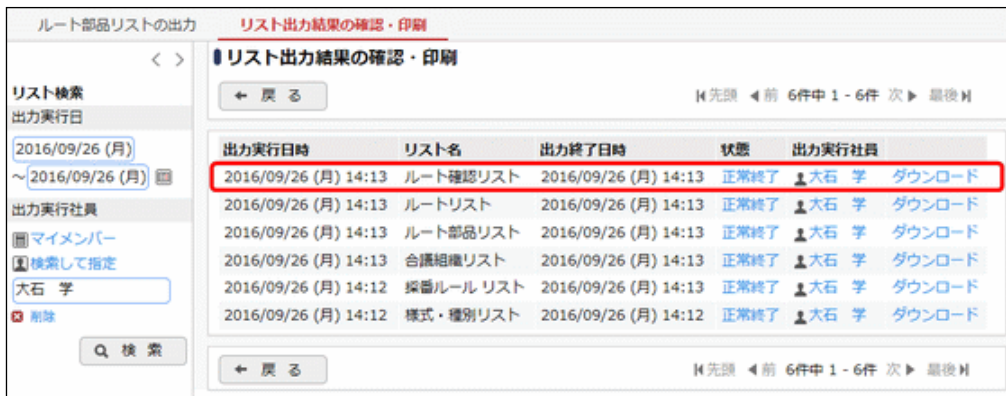 ルート部品リストの出力 リスト出力結果の確認・印刷
リスト検索
出力実行日
2016/09/26 (月)
～ 2016/09/26 (月)
出力実行社員
マイメンバー
検索して指定
大石 学
削除
検 索
リスト出力結果の確認・印刷
戻 る 先頭 前 6件中 1 - 6件 次 最後
出力実行日時 リスト名 出力終了日時 状態 出力実行社員
2016/09/26 (月) 14:13 ルート確認リスト 2016/09/26 (月) 14:13 正常終了 大石 学 ダウンロード
2016/09/26 (月) 14:13 ルートリスト 2016/09/26 (月) 14:13 正常終了 大石 学 ダウンロード
2016/09/26 (月) 14:13 ルート部品リスト 2016/09/26 (月) 14:13 正常終了 大石 学 ダウンロード
2016/09/26 (月) 14:13 合議組織リスト 2016/09/26 (月) 14:13 正常終了 大石 学 ダウンロード
2016/09/26 (月) 14:12 採番ルール リスト 2016/09/26 (月) 14:13 正常終了 大石 学 ダウンロード
2016/09/26 (月) 14:12 様式・種別リスト 2016/09/26 (月) 14:12 正常終了 大石 学 ダウンロード
戻 る 先頭 前 6件中 1 - 6件 次 最後